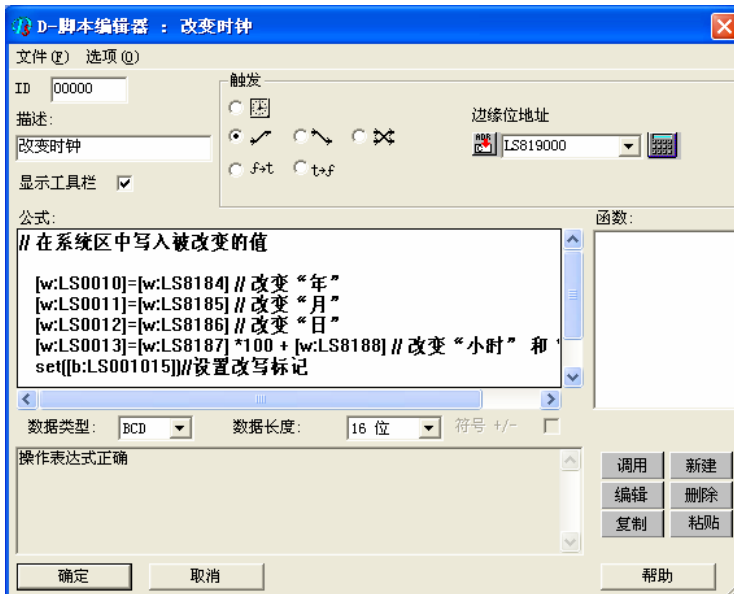 D-脚本编辑器 : 改变时钟
文件(F) 选项(O)
ID 00000
触发
描述:
边缘位地址
改变时钟
ADR
LS819000
显示工具栏
f→t t→f
公式:
函数:
// 在系统区中写入被改变的值
[w:LS0010]=[w:LS8184] // 改变“年”
[w:LS0011]=[w:LS8185] // 改变“月”
[w:LS0012]=[w:LS8186] // 改变“日”
[w:LS0013]=[w:LS8187] *100 + [w:LS8188] // 改变“小时” 和 “
set([b:LS001015])//设置改写标记
数据类型: BCD 数据长度: 16 位 符号 +/-
操作表达式正确
调用 新建
编辑 删除
复制 粘贴
确定 取消 帮助